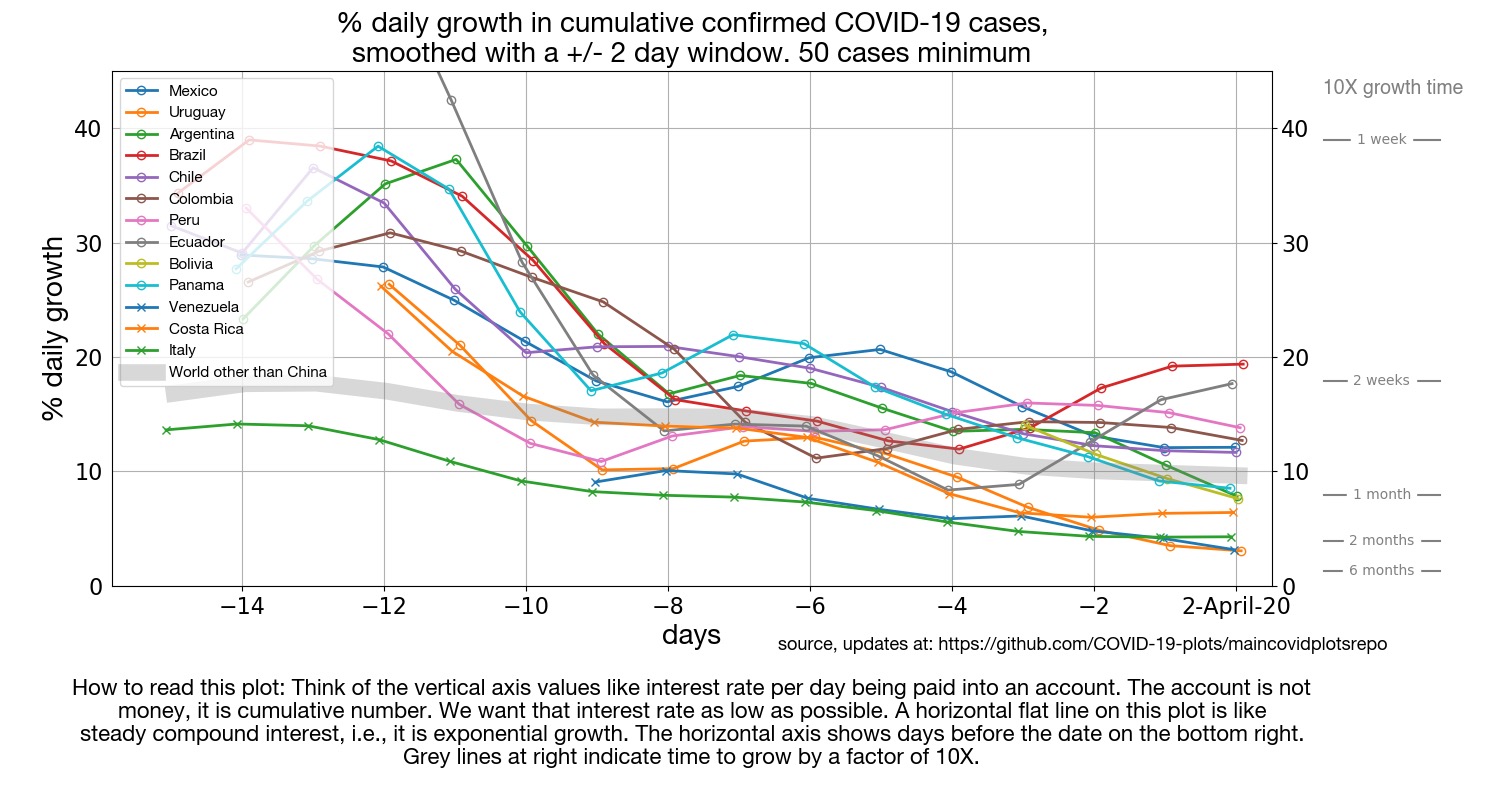 % daily growth in cumulative confirmed COVID-19 cases,
smoothed with a +/- 2 day window. 50 cases minimum
10X growth time
1 week
2 weeks
1 month
2 months
6 months
Mexico
Uruguay
Argentina
Brazil
Chile
Colombia
Peru
Ecuador
Bolivia
Panama
Venezuela
Costa Rica
Italy
World other than China
% daily growth
40
30
20
10
0
40
30
20
10
0
−14 −12 −10 −8 −6 −4 −2 2-April-20
days
source, updates at: https://github.com/COVID-19-plots/maincovidplotsrepo
How to read this plot: Think of the vertical axis values like interest rate per day being paid into an account. The account is not
money, it is cumulative number. We want that interest rate as low as possible. A horizontal flat line on this plot is like
steady compound interest, i.e., it is exponential growth. The horizontal axis shows days before the date on the bottom right.
Grey lines at right indicate time to grow by a factor of 10X.